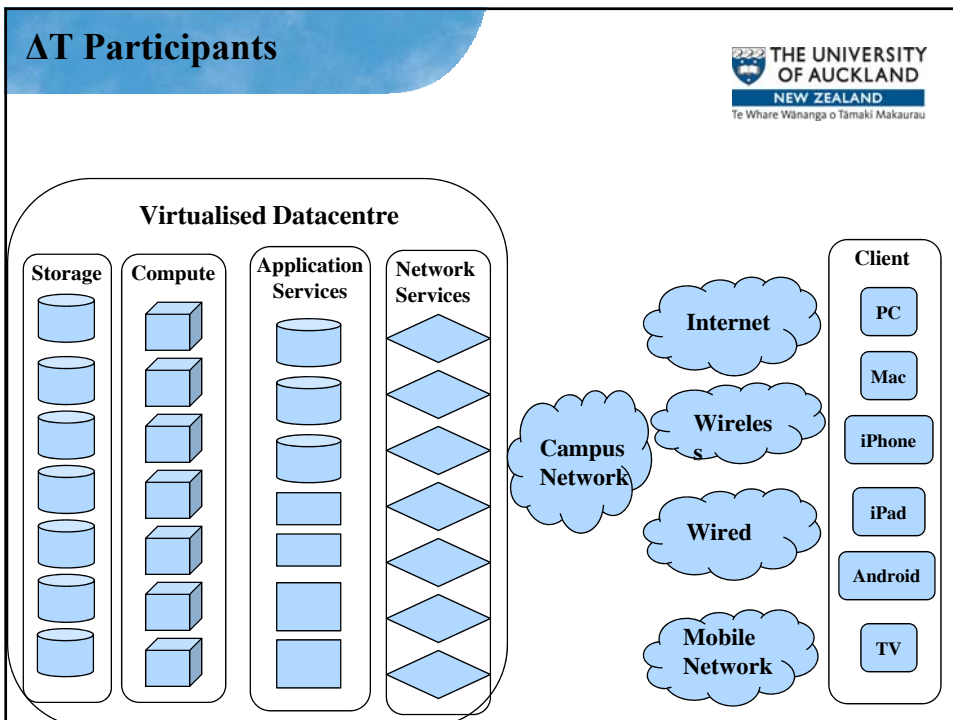 ΔT Participants
THE UNIVERSITY
OF AUCKLAND
NEW ZEALAND
Te Whare Wānanga o Tāmaki Makaurau
Virtualised Datacentre
Storage
Compute
Application
Services
Network
Services
Campus
Network
Internet
Wireles
s
Wired
Mobile
Network
Client
PC
Mac
iPhone
iPad
Android
TV